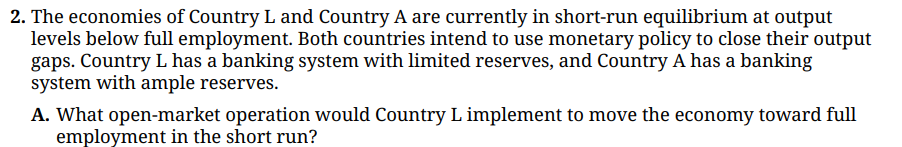 2. The economies of Country L and Country A are currently in short-run equilibrium at output
levels below full employment. Both countries intend to use monetary policy to close their output
gaps. Country L has a banking system with limited reserves, and Country A has a banking
system with ample reserves.
A. What open-market operation would Country L implement to move the economy toward full
employment in the short run?